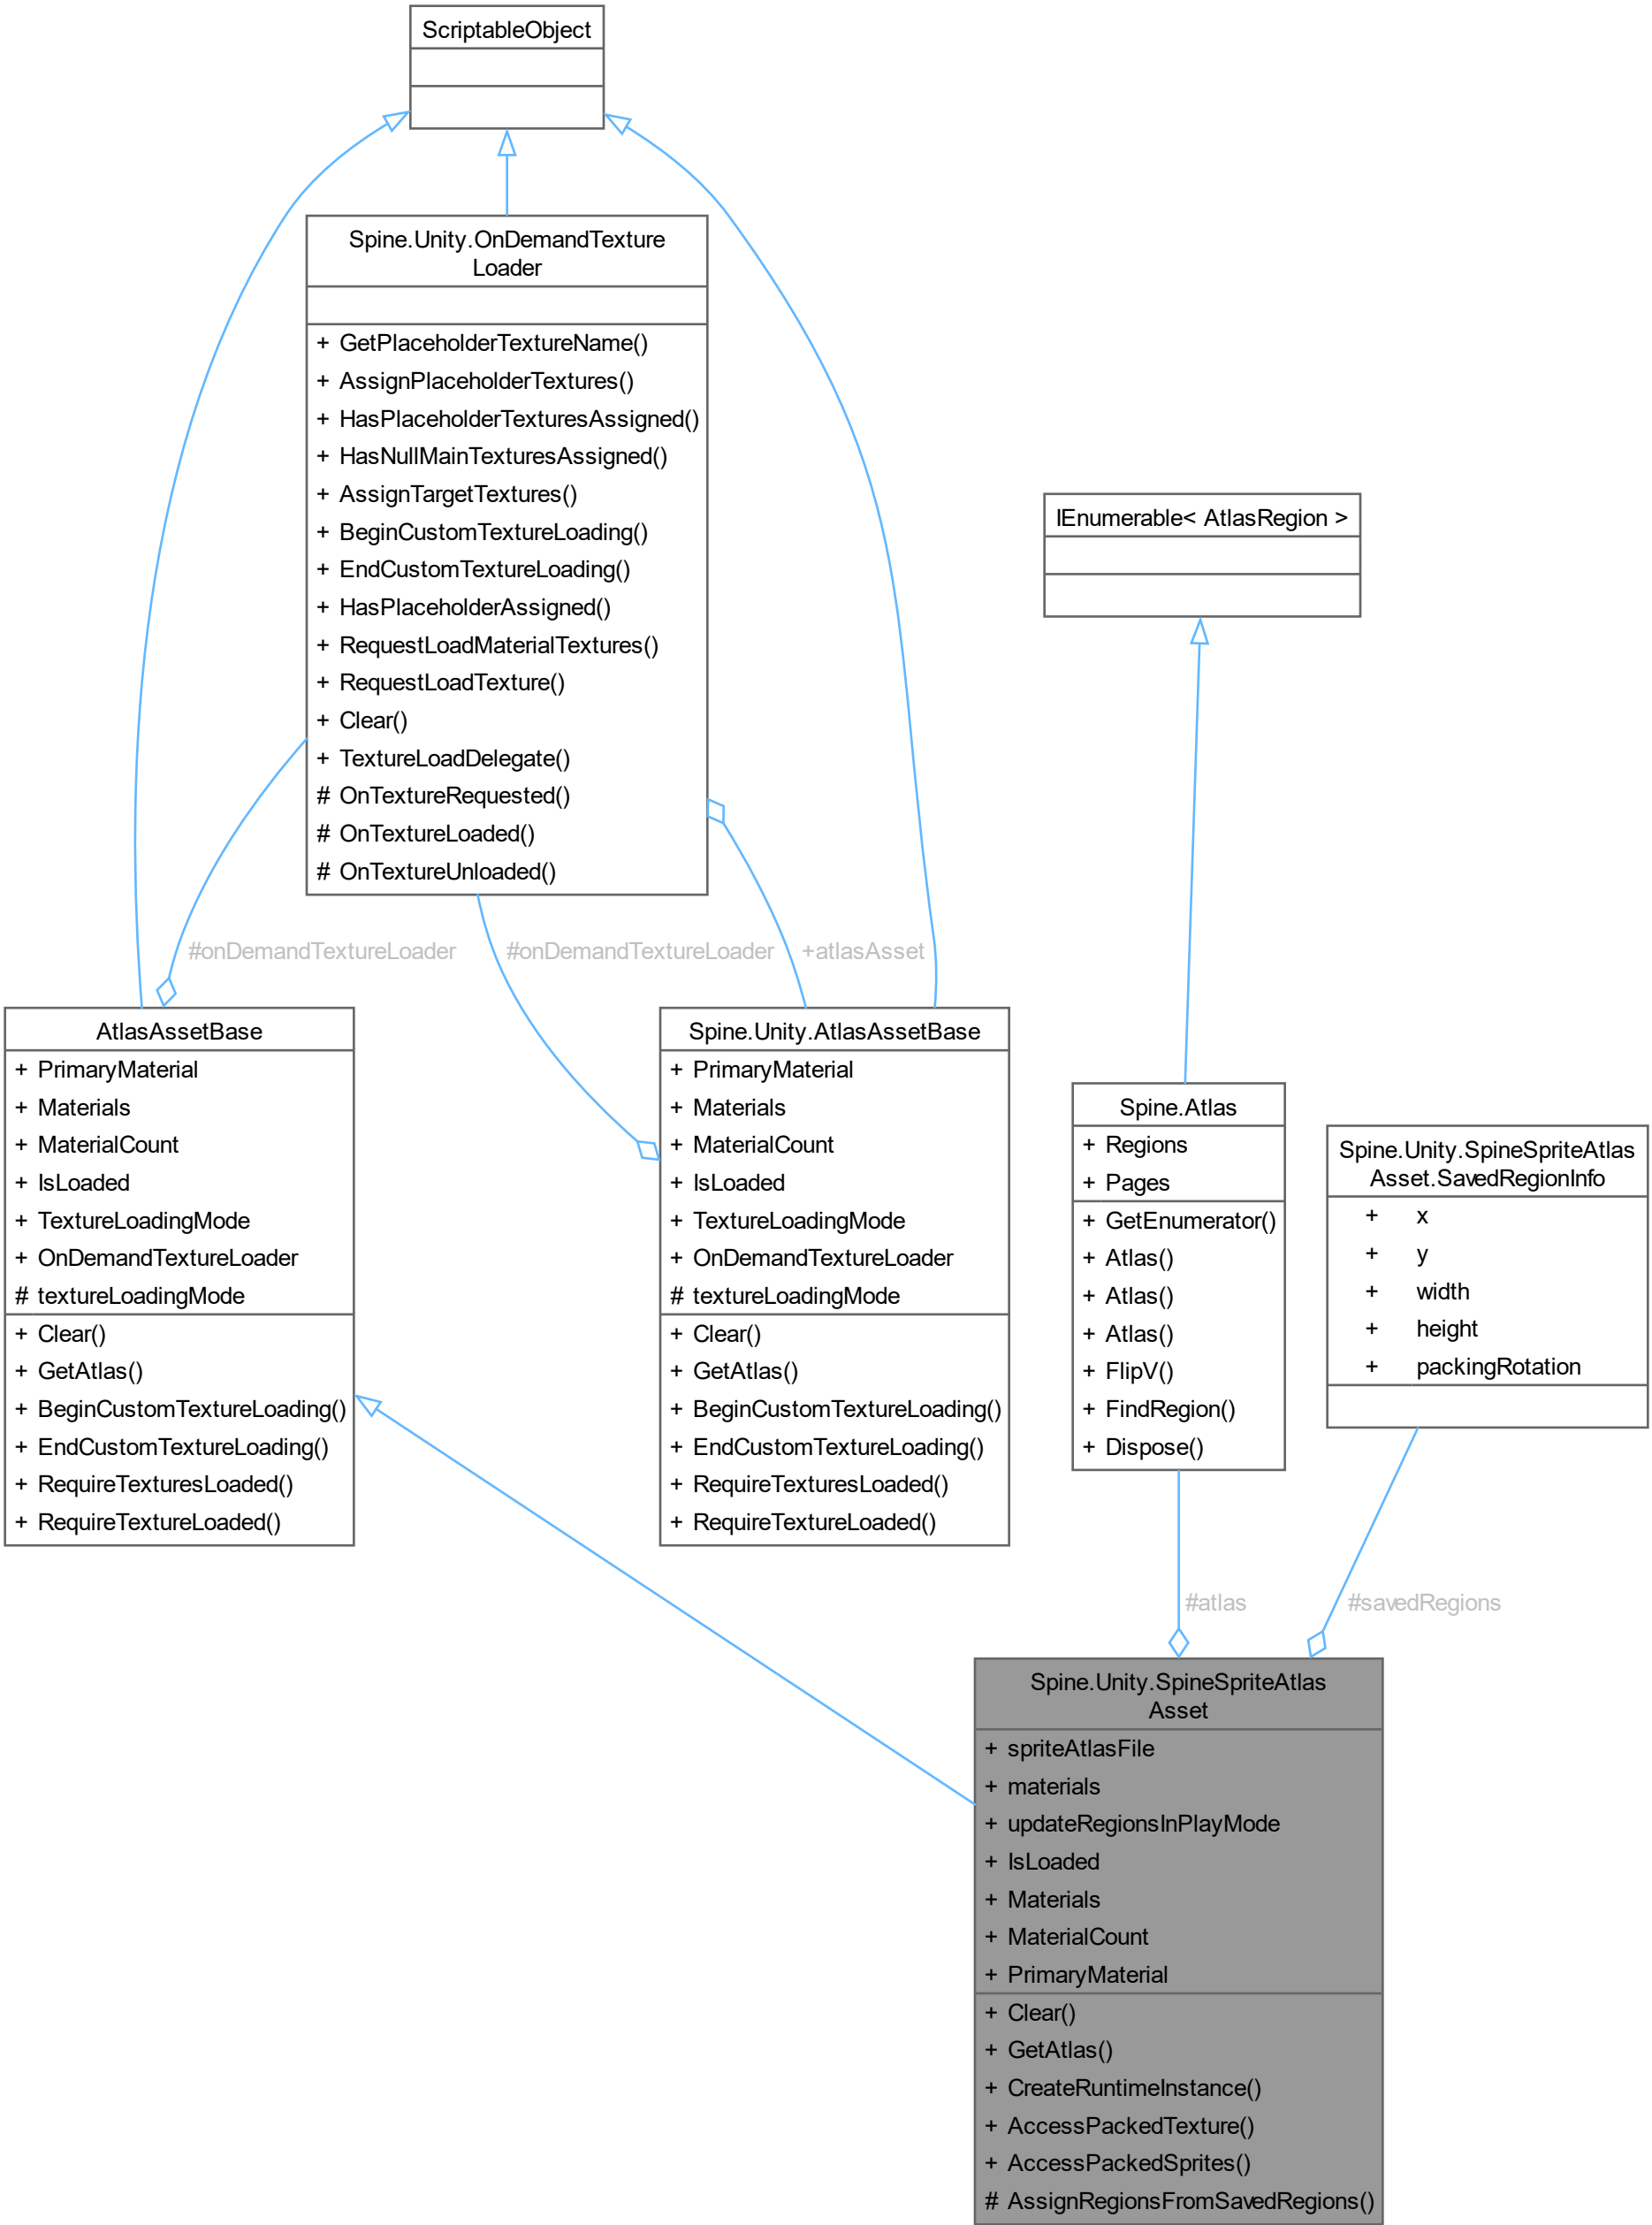 ScriptableObject
Spine.Unity.OnDemandTexture
Loader
+ GetPlaceholderTextureName()
+ AssignPlaceholderTextures()
+ HasPlaceholderTexturesAssigned()
+ HasNullMainTexturesAssigned()
+ AssignTargetTextures()
+ BeginCustomTextureLoading()
+ EndCustomTextureLoading()
+ HasPlaceholderAssigned()
+ RequestLoadMaterialTextures()
+ RequestLoadTexture()
+ Clear()
+ TextureLoadDelegate()
# OnTextureRequested()
# OnTextureLoaded()
# OnTextureUnloaded()
IEnumerable< AtlasRegion >
#onDemandTextureLoader
#onDemandTextureLoader
+atlasAsset
AtlasAssetBase
+ PrimaryMaterial
+ Materials
+ MaterialCount
+ IsLoaded
+ TextureLoadingMode
+ OnDemandTextureLoader
# textureLoadingMode
+ Clear()
+ GetAtlas()
+ BeginCustomTextureLoading()
+ EndCustomTextureLoading()
+ RequireTexturesLoaded()
+ RequireTextureLoaded()
Spine.Unity.AtlasAssetBase
+ PrimaryMaterial
+ Materials
+ MaterialCount
+ IsLoaded
+ TextureLoadingMode
+ OnDemandTextureLoader
# textureLoadingMode
+ Clear()
+ GetAtlas()
+ BeginCustomTextureLoading()
+ EndCustomTextureLoading()
+ RequireTexturesLoaded()
+ RequireTextureLoaded()
Spine.Atlas
+ Regions
+ Pages
+ GetEnumerator()
+ Atlas()
+ Atlas()
+ Atlas()
+ FlipV()
+ FindRegion()
+ Dispose()
Spine.Unity.SpineSpriteAtlas
Asset.SavedRegionInfo
+ x
+ y
+ width
+ height
+ packingRotation
#atlas
#savedRegions
Spine.Unity.SpineSpriteAtlas
Asset
+ spriteAtlasFile
+ materials
+ updateRegionsInPlayMode
+ IsLoaded
+ Materials
+ MaterialCount
+ PrimaryMaterial
+ Clear()
+ GetAtlas()
+ CreateRuntimeInstance()
+ AccessPackedTexture()
+ AccessPackedSprites()
# AssignRegionsFromSavedRegions()